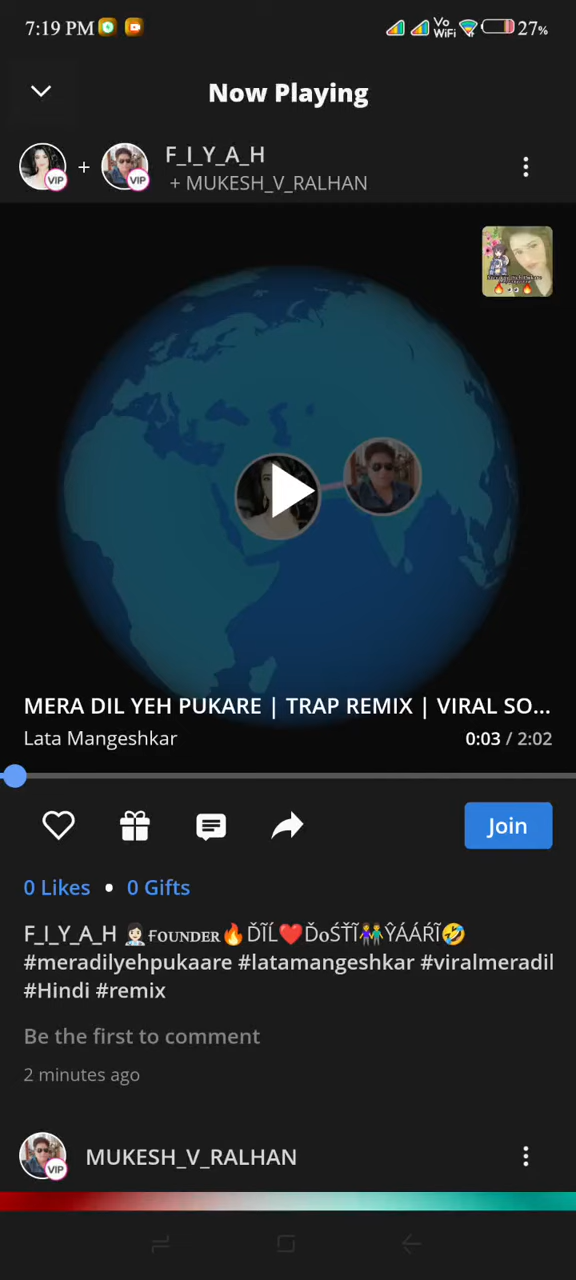 7:19 PM Vo WiFi 27%
Now Playing
VIP + VIP F_I_Y_A_H
+ MUKESH_V_RALHAN
MERA DIL YEH PUKARE | TRAP REMIX | VIRAL SO...
Lata Mangeshkar 0:03 / 2:02
Join
0 Likes • 0 Gifts
F_I_Y_A_H 👩🏻‍⚕️ғᴏᴜɴᴅᴇʀ🔥ĎĨĹ❤️ĎᴏŚŤĨ👫ŶÁÁŔĨ🤣
#meradilyehpukaare #latamangeshkar #viralmeradil
#Hindi #remix
Be the first to comment
2 minutes ago
VIP MUKESH_V_RALHAN